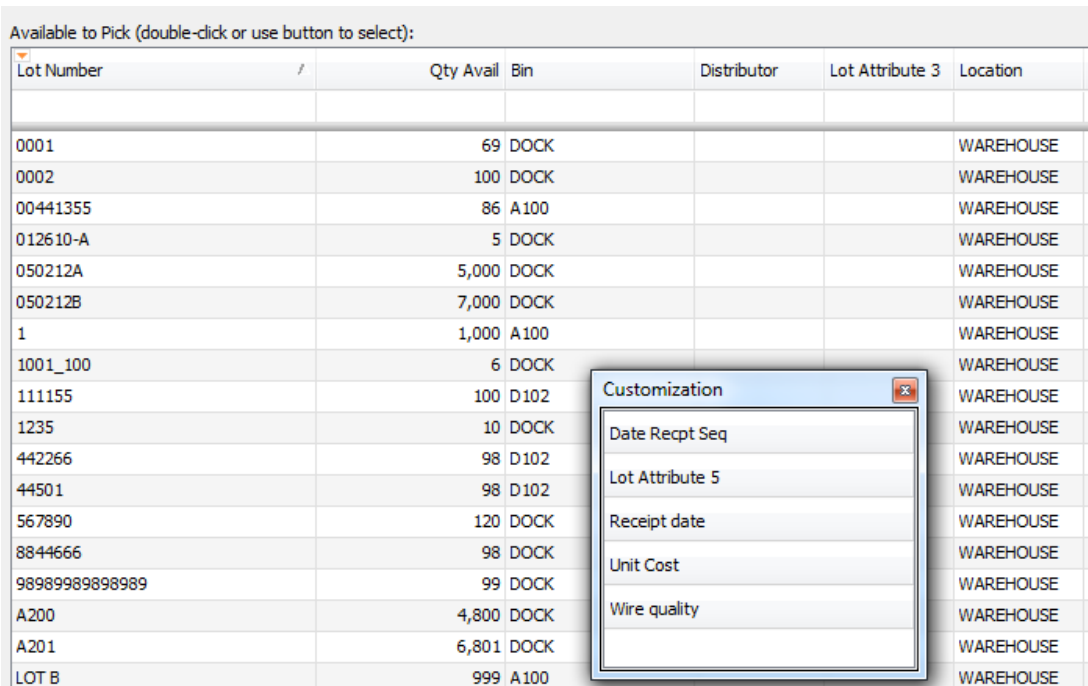 Available to Pick (double-click or use button to select):
Lot Number / Qty Avail Bin Distributor Lot Attribute 3 Location
0001 69 DOCK WAREHOUSE
0002 100 DOCK WAREHOUSE
00441355 86 A100 WAREHOUSE
012610-A 5 DOCK WAREHOUSE
050212A 5,000 DOCK WAREHOUSE
050212B 7,000 DOCK WAREHOUSE
1 1,000 A100 WAREHOUSE
1001_100 6 DOCK WAREHOUSE
111155 100 D102 WAREHOUSE
1235 10 DOCK WAREHOUSE
442266 98 D102 WAREHOUSE
44501 98 D102 WAREHOUSE
567890 120 DOCK WAREHOUSE
8844666 98 DOCK WAREHOUSE
98989989898989 99 DOCK WAREHOUSE
A200 4,800 DOCK WAREHOUSE
A201 6,801 DOCK WAREHOUSE
LOT B 999 A100 WAREHOUSE
Customization
Date Recpt Seq
Lot Attribute 5
Receipt date
Unit Cost
Wire quality